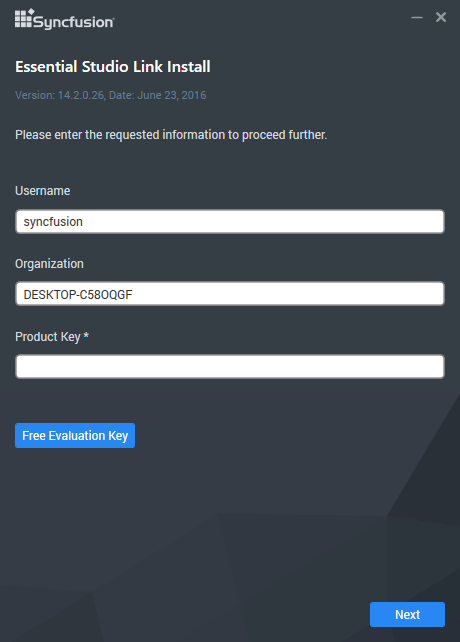 Syncfusion
Essential Studio Link Install
Version: 14.2.0.26, Date: June 23, 2016
Please enter the requested information to proceed further.
Username
syncfusion
Organization
DESKTOP-C58OQGF
Product Key *
Free Evaluation Key
Next